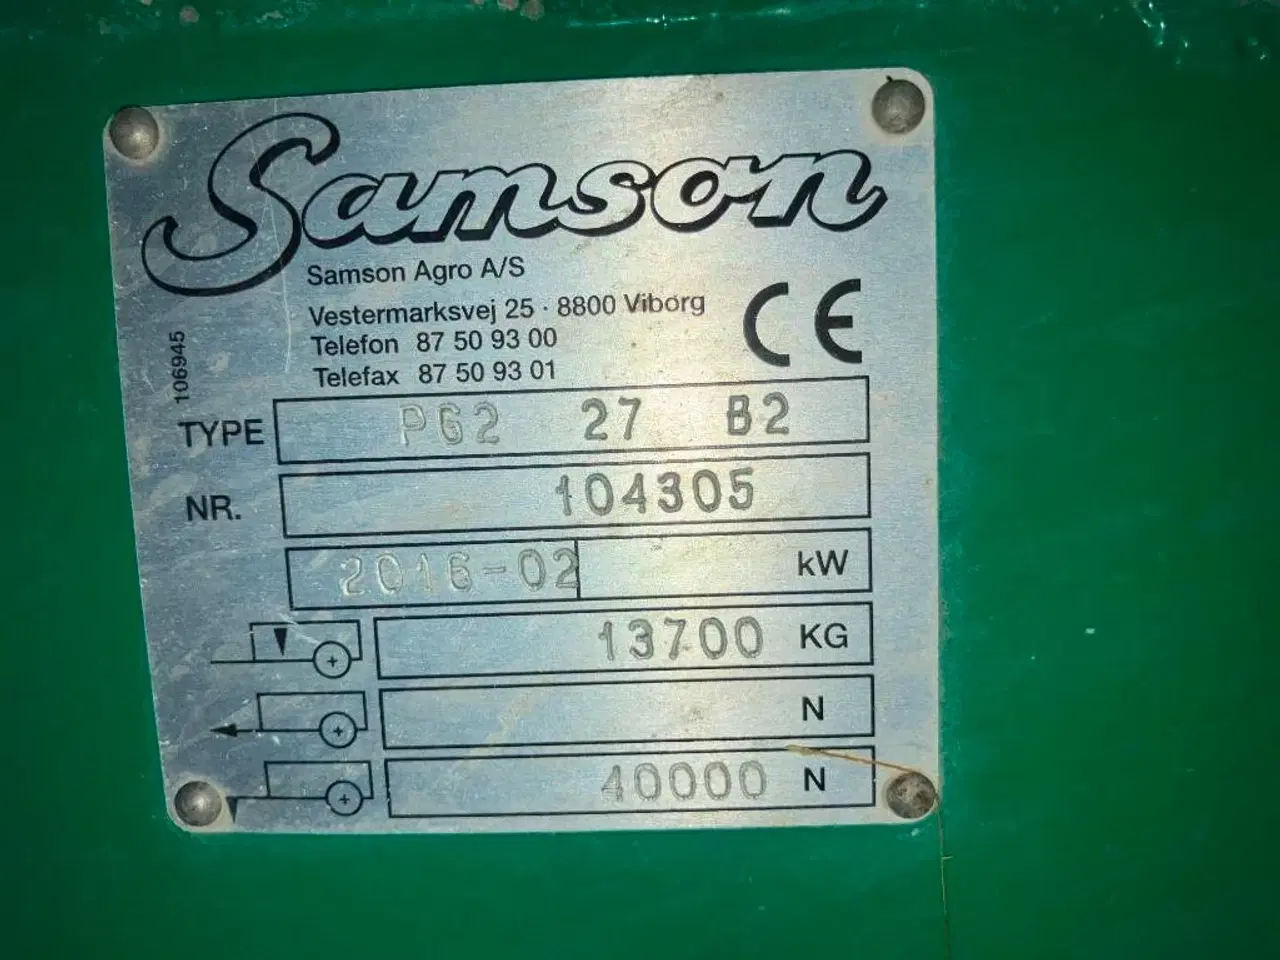 Samson
Samson Agro A/S
Vestermarksvej 25 · 8800 Viborg
Telefon 87 50 93 00
Telefax 87 50 93 01
CE
106945
TYPE PG2 27 B2
NR. 104305
2016-02 kW
13700 KG
N
40000 N